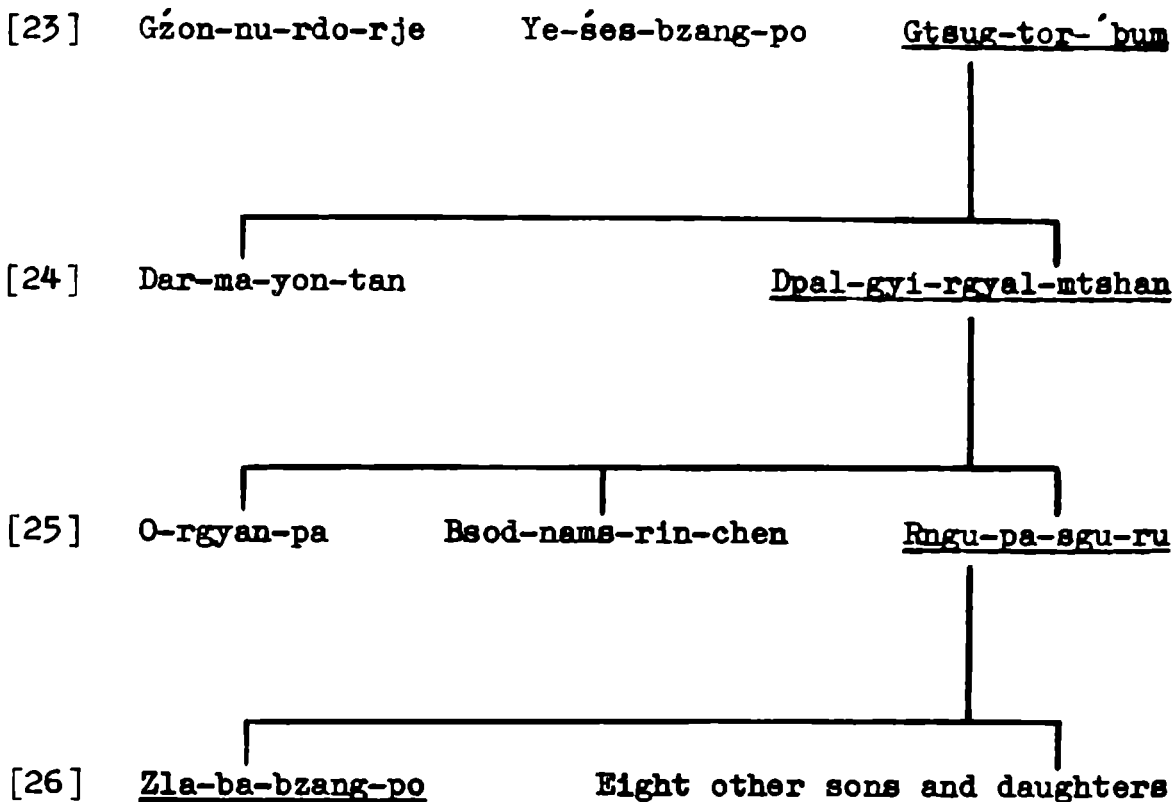 [23] Gźon-nu-rdo-rje Ye-śes-bzang-po Gtsug-tor-´bum
[24] Dar-ma-yon-tan Dpal-gyi-rgyal-mtshan
[25] O-rgyan-pa Bsod-nams-rin-chen Rngu-pa-sgu-ru
[26] Zla-ba-bzang-po Eight other sons and daughters